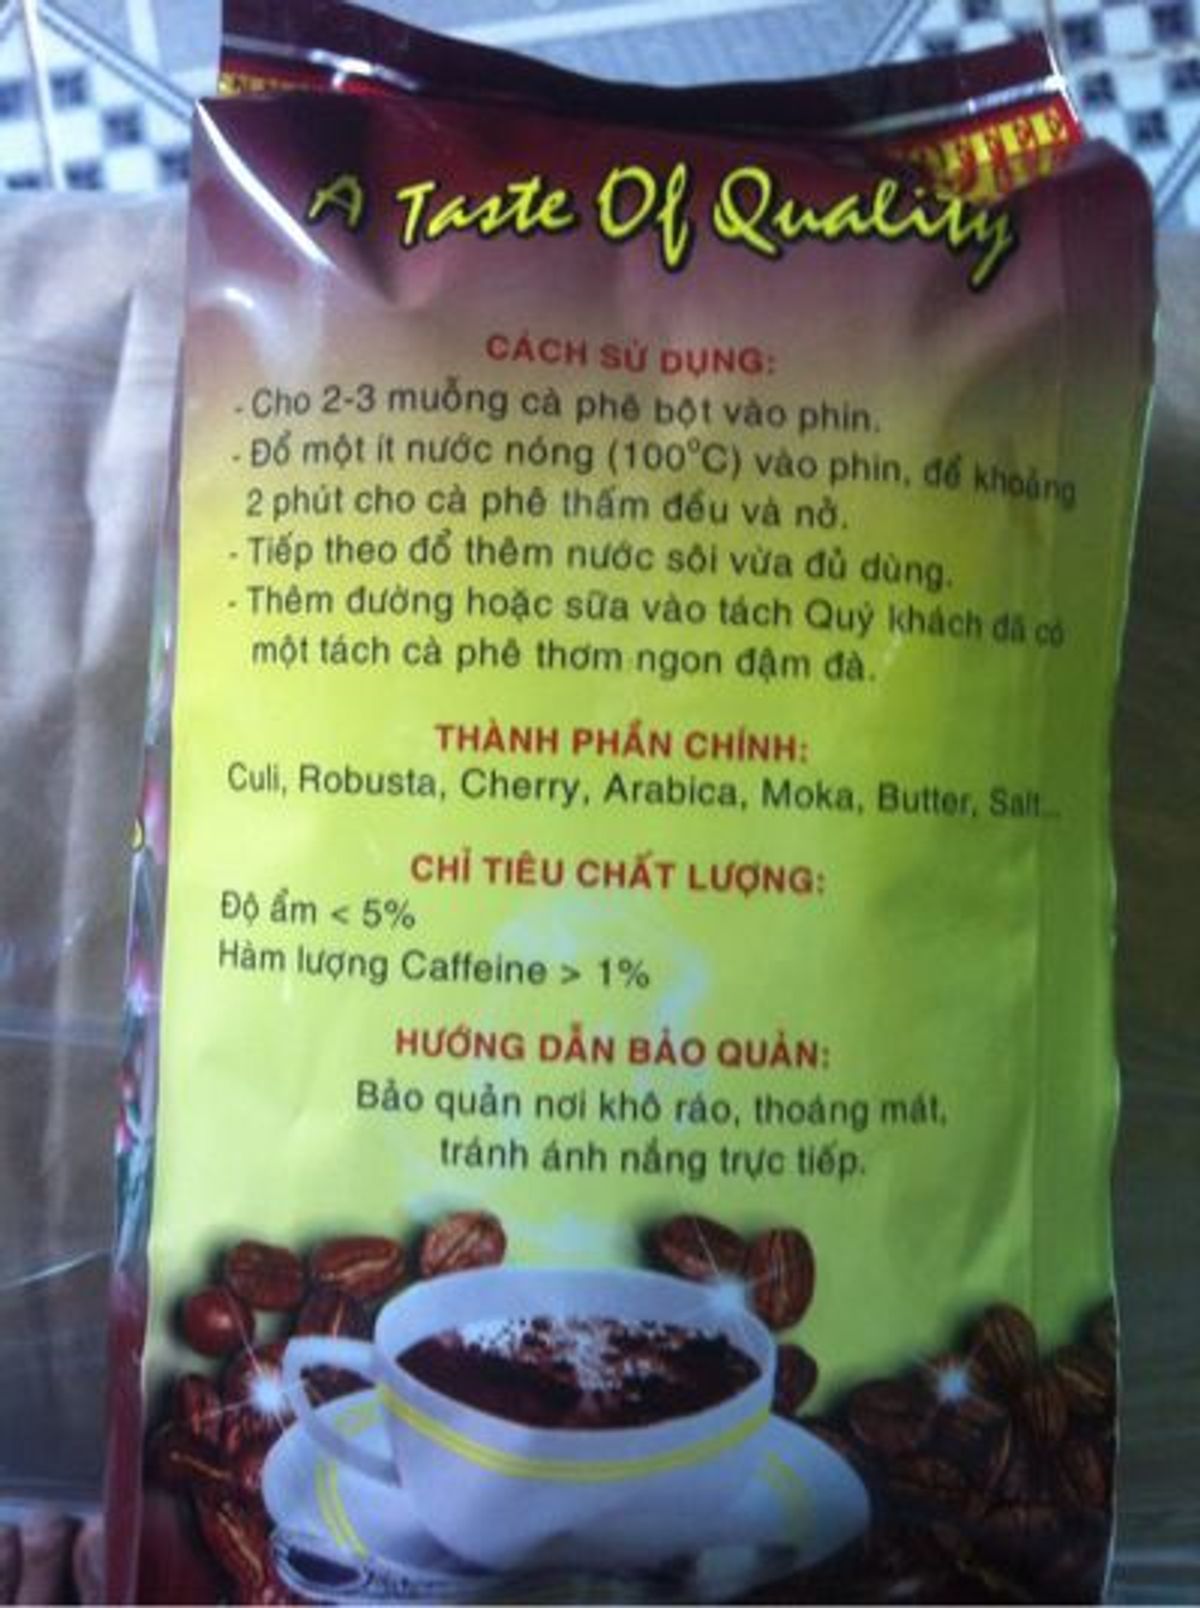 COFFEE
A Taste Of Quality
CÁCH SỬ DỤNG:
- Cho 2-3 muỗng cà phê bột vào phin.
- Đổ một ít nước nóng (100°C) vào phin, để khoảng
2 phút cho cà phê thấm đều và nở.
- Tiếp theo đổ thêm nước sôi vừa đủ dùng.
- Thêm đường hoặc sữa vào tách Quý khách đã có
một tách cà phê thơm ngon đậm đà.
THÀNH PHẦN CHÍNH:
Culi, Robusta, Cherry, Arabica, Moka, Butter, Salt...
CHỈ TIÊU CHẤT LƯỢNG:
Độ ẩm < 5%
Hàm lượng Caffeine > 1%
HƯỚNG DẪN BẢO QUẢN:
Bảo quản nơi khô ráo, thoáng mát,
tránh ánh nắng trực tiếp.